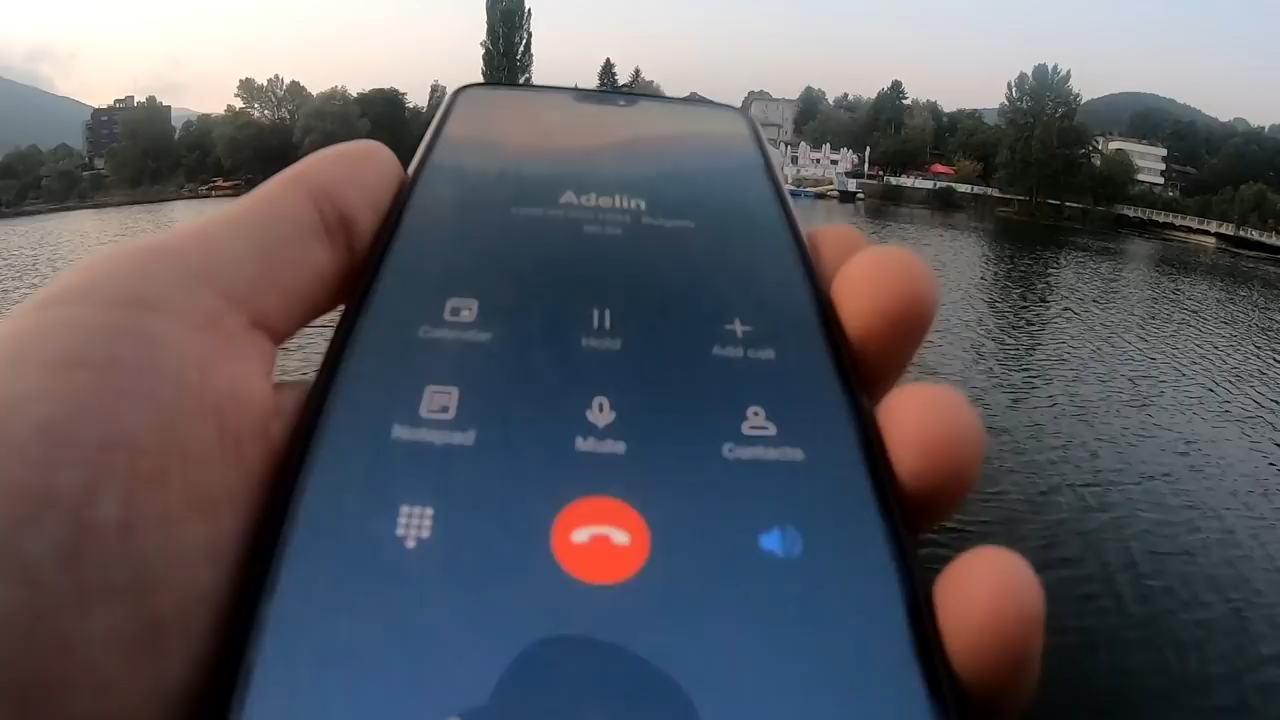 Adelin
Calendar
Hold
Add call
Notepad
Mute
Contacts